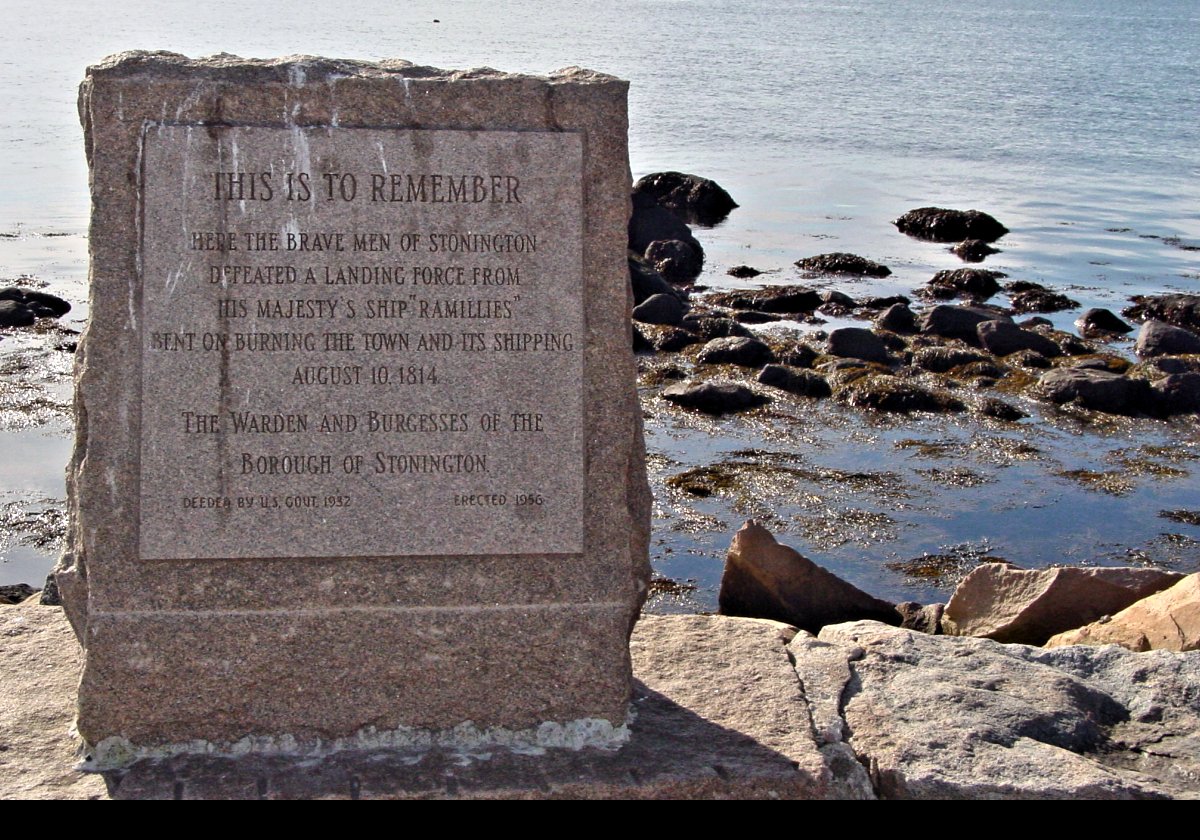 THIS IS TO REMEMBER
HERE THE BRAVE MEN OF STONINGTON
DEFEATED A LANDING FORCE FROM
HIS MAJESTY'S SHIP "RAMILLIES"
BENT ON BURNING THE TOWN AND ITS SHIPPING
AUGUST 10, 1814
THE WARDEN AND BURGESSES OF THE
BOROUGH OF STONINGTON
DEEDED BY U.S. GOVT. 1932 ERECTED 1956